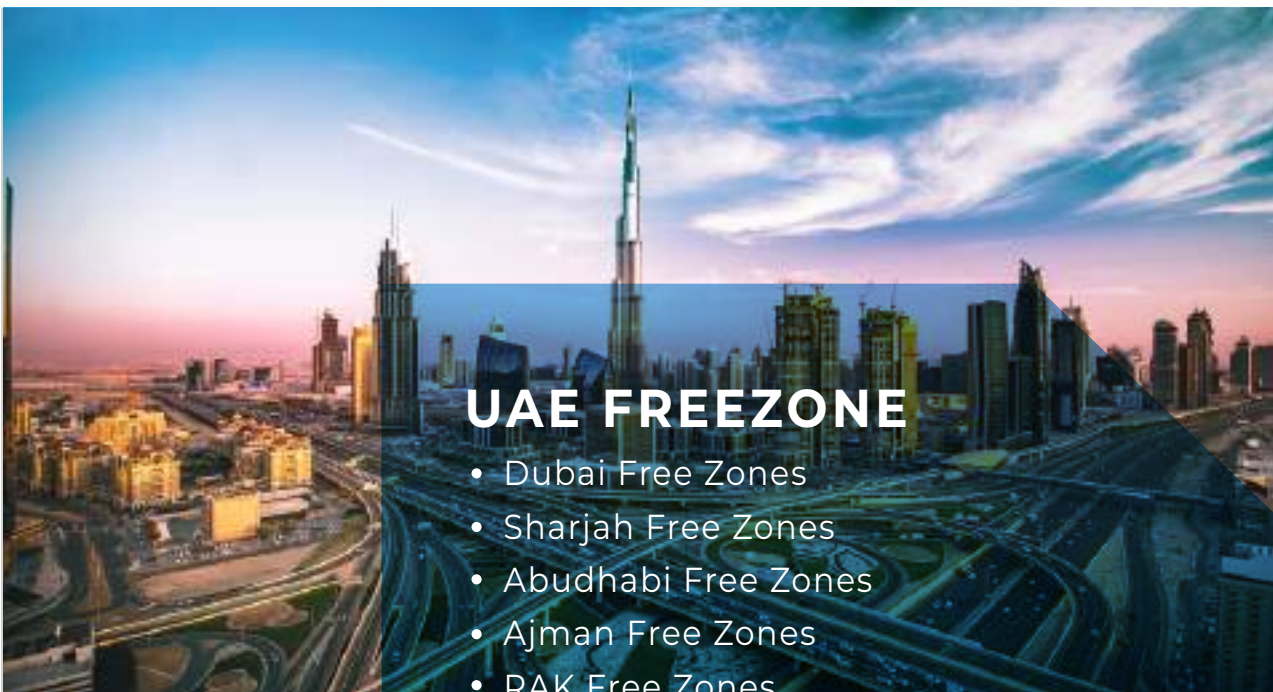 UAE FREEZONE
• Dubai Free Zones
• Sharjah Free Zones
• Abudhabi Free Zones
• Ajman Free Zones
• RAK Free Zones